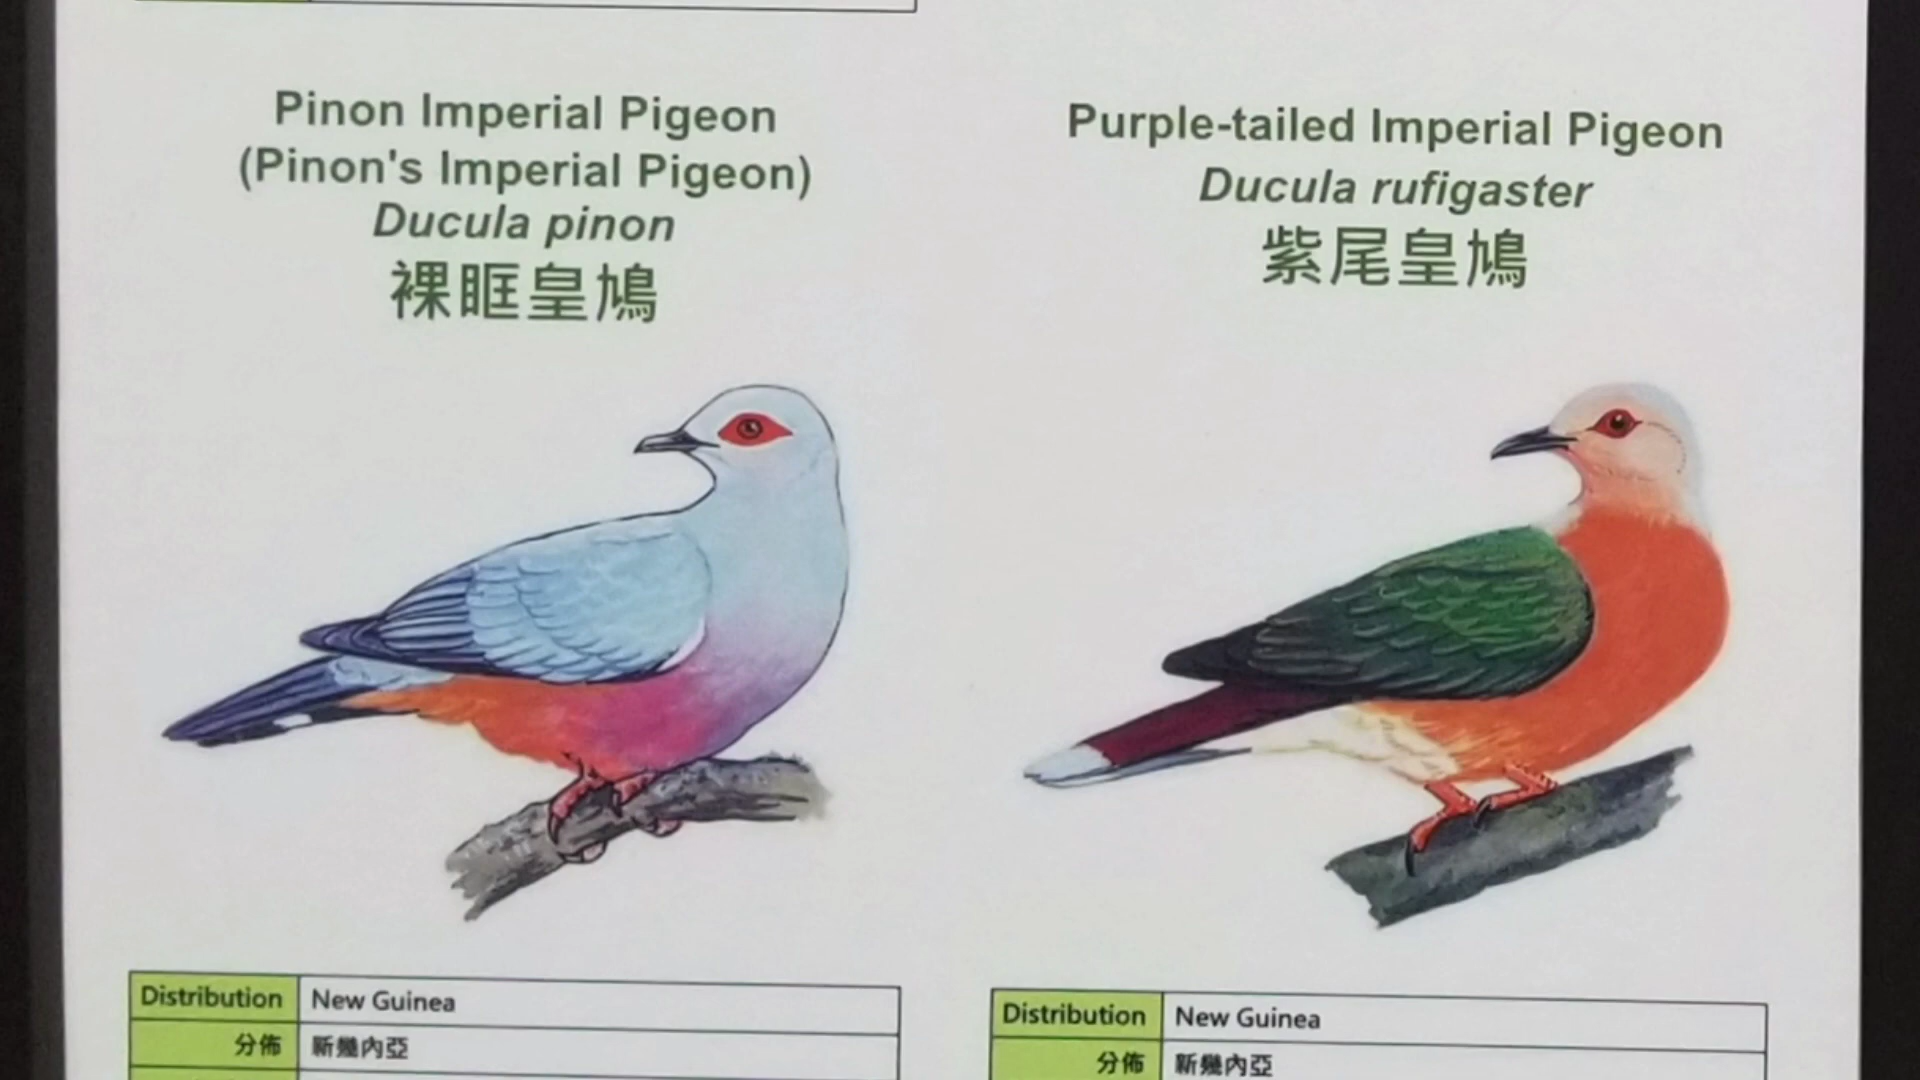 Pinon Imperial Pigeon
(Pinon's Imperial Pigeon)
Ducula pinon
裸眶皇鳩
Distribution New Guinea
分佈 新幾內亞
Purple-tailed Imperial Pigeon
Ducula rufigaster
紫尾皇鳩
Distribution New Guinea
分佈 新幾內亞